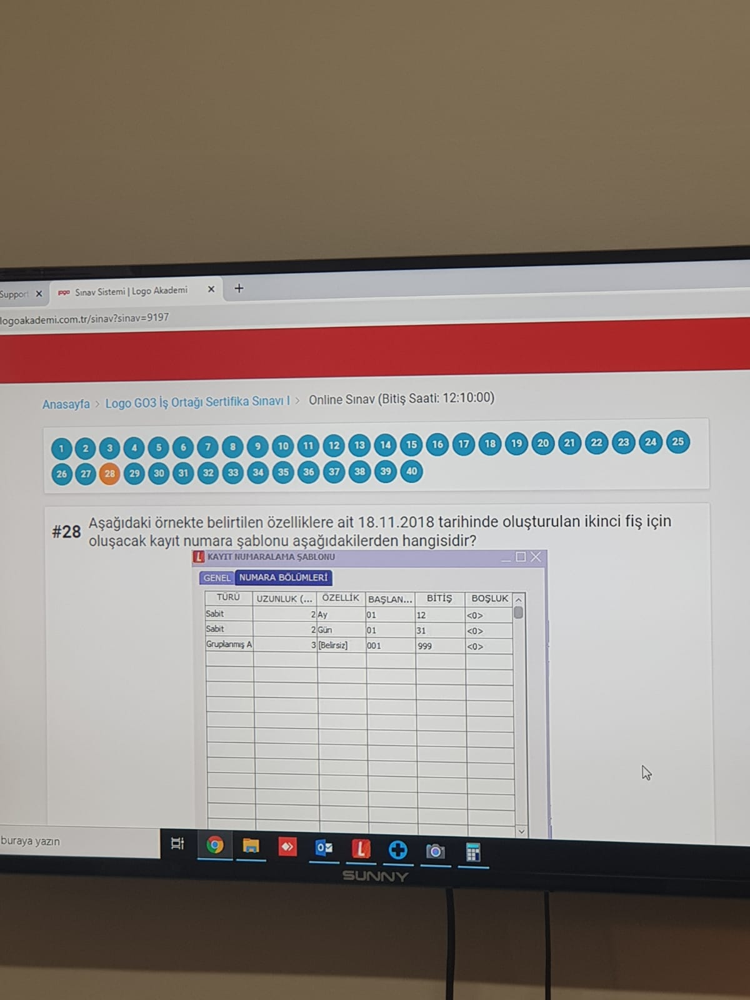 Support
logo Sınav Sistemi | Logo Akademi
logoakademi.com.tr/sinav?sinav=9197
Anasayfa > Logo GO3 İş Ortağı Sertifika Sınavı I > Online Sınav (Bitiş Saati: 12:10:00)
1 2 3 4 5 6 7 8 9 10 11 12 13 14 15 16 17 18 19 20 21 22 23 24 25
26 27 28 29 30 31 32 33 34 35 36 37 38 39 40
#28 Aşağıdaki örnekte belirtilen özelliklere ait 18.11.2018 tarihinde oluşturulan ikinci fiş için
oluşacak kayıt numara şablonu aşağıdakilerden hangisidir?
L KAYIT NUMARALAMA ŞABLONU
GENEL NUMARA BÖLÜMLERİ
TÜRÜ UZUNLUK (... ÖZELLİK BAŞLAN... BİTİŞ BOŞLUK
Sabit 2 Ay 01 12 <0>
Sabit 2 Gün 01 31 <0>
Gruplanmış A 3 [Belirsiz] 001 999 <0>
buraya yazın
SUNNY